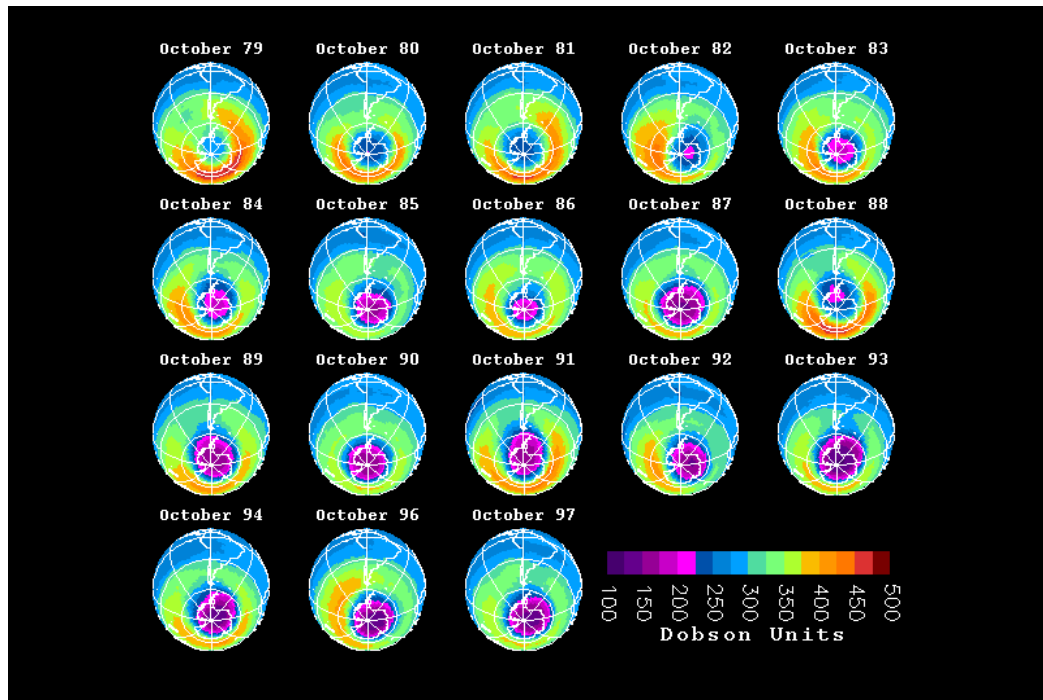 October 79 October 80 October 81 October 82 October 83
October 84 October 85 October 86 October 87 October 88
October 89 October 90 October 91 October 92 October 93
October 94 October 96 October 97
100 150 200 250 300 350 400 450 500
Dobson Units